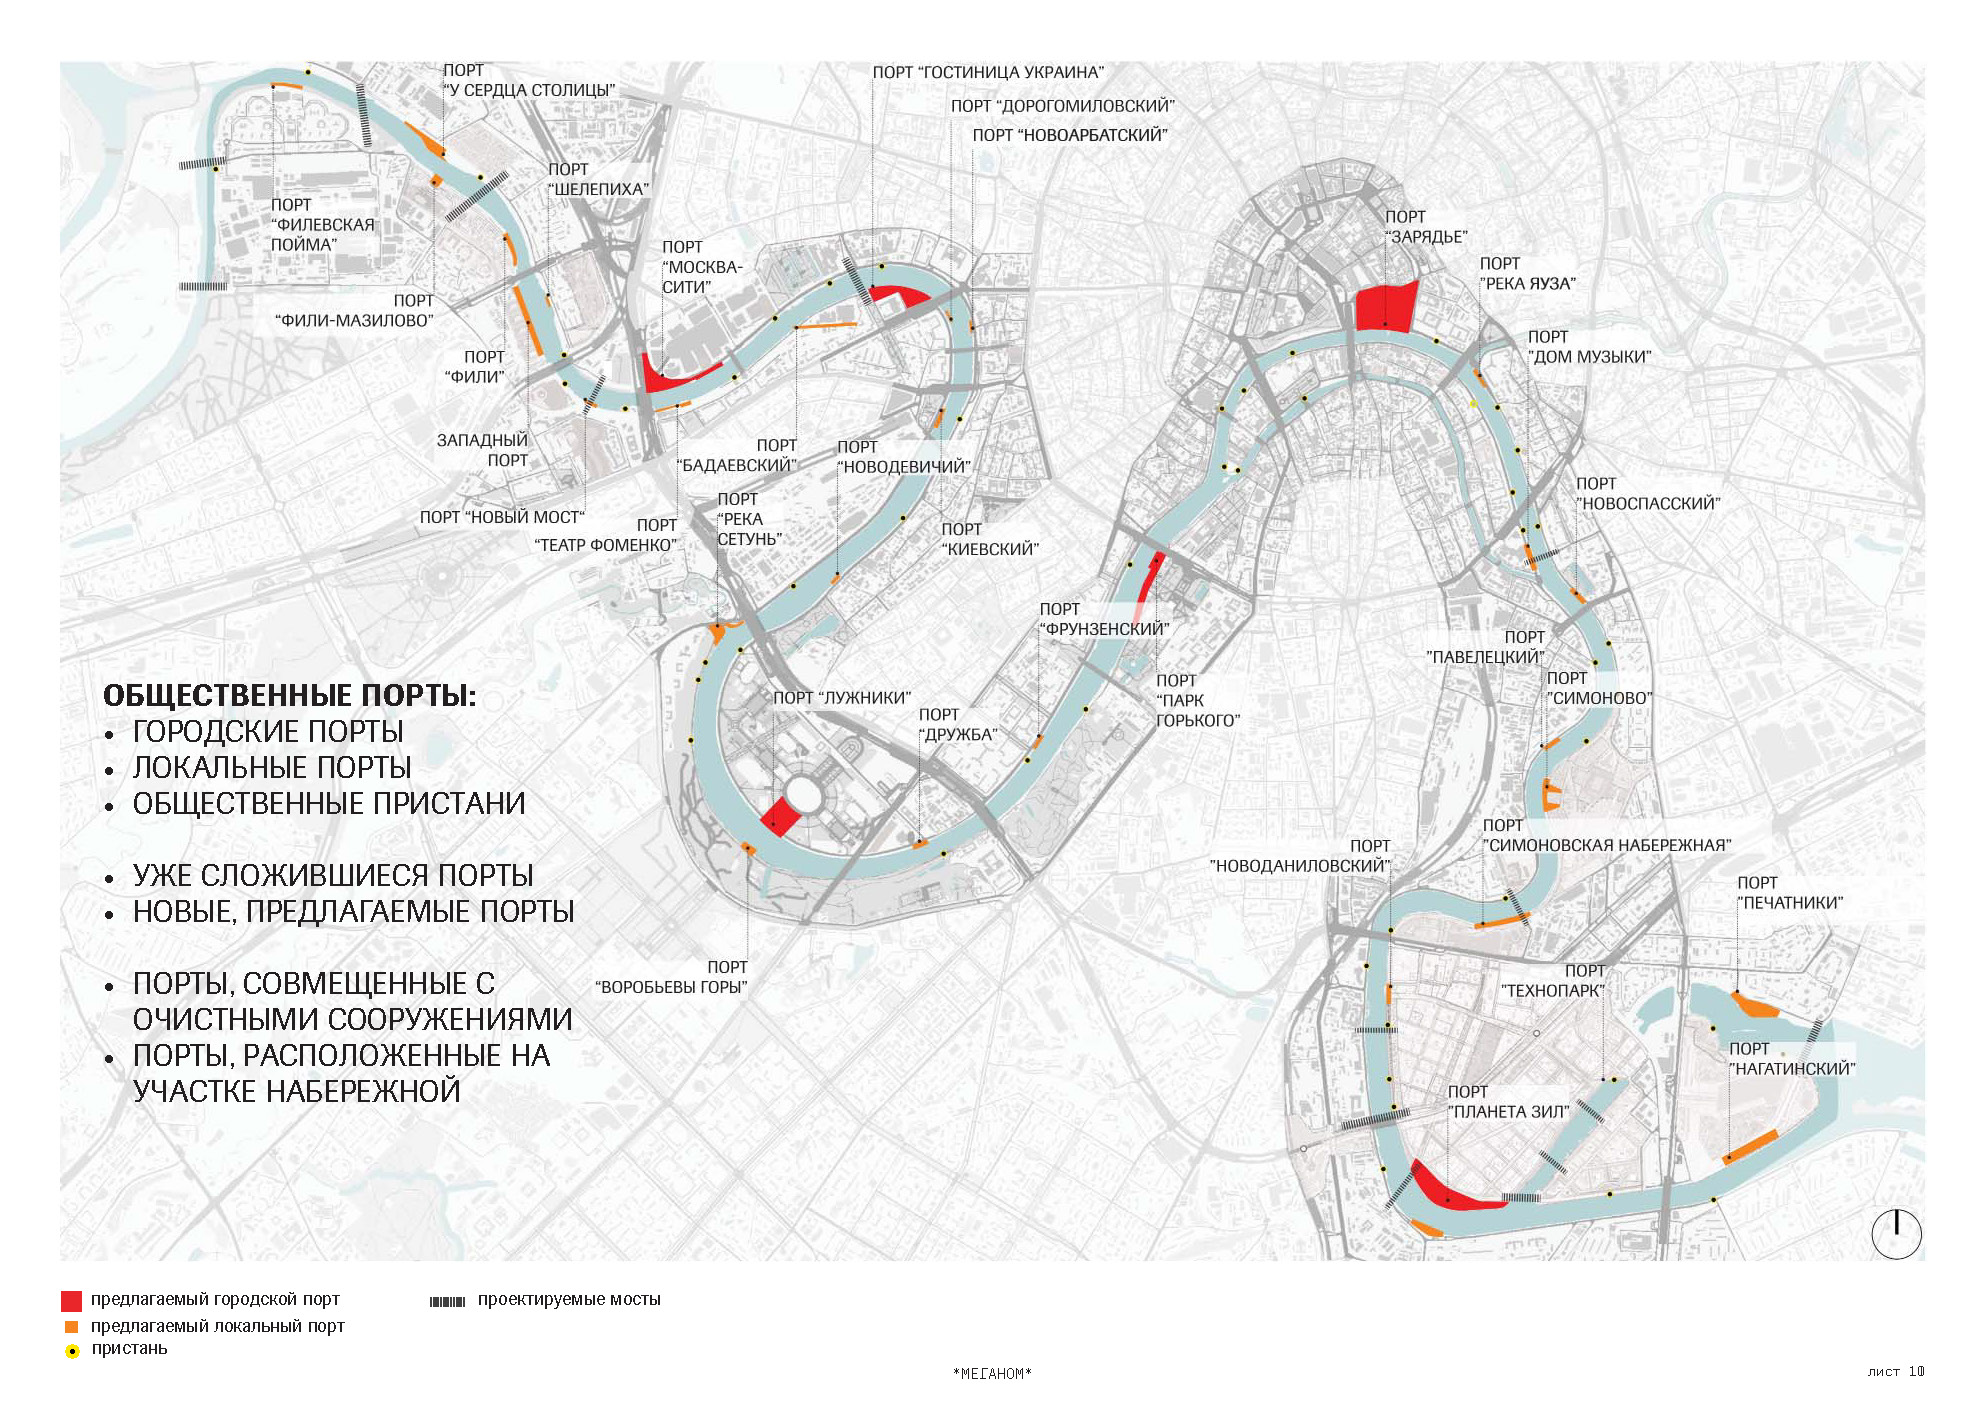 ПОРТ
“У СЕРДЦА СТОЛИЦЫ”
ПОРТ “ГОСТИНИЦА УКРАИНА”
ПОРТ “ДОРОГОМИЛОВСКИЙ”
ПОРТ “НОВОАРБАТСКИЙ”
ПОРТ
“ШЕЛЕПИХА”
ПОРТ
“ФИЛЕВСКАЯ
ПОЙМА”
ПОРТ
“МОСКВА-
СИТИ”
ПОРТ
“ЗАРЯДЬЕ”
ПОРТ
”РЕКА ЯУЗА”
ПОРТ
“ФИЛИ-МАЗИЛОВО”
ПОРТ
”ДОМ МУЗЫКИ”
ПОРТ
“ФИЛИ”
ЗАПАДНЫЙ
ПОРТ
ПОРТ
“БАДАЕВСКИЙ”
ПОРТ
“НОВОДЕВИЧИЙ”
ПОРТ
”НОВОСПАССКИЙ”
ПОРТ “НОВЫЙ МОСТ“
ПОРТ
“ТЕАТР ФОМЕНКО”
ПОРТ
“РЕКА
СЕТУНЬ”
ПОРТ
“КИЕВСКИЙ”
ПОРТ
“ФРУНЗЕНСКИЙ”
ПОРТ
”ПАВЕЛЕЦКИЙ”
ПОРТ
“ПАРК
ГОРЬКОГО”
ПОРТ
”СИМОНОВО”
ПОРТ “ЛУЖНИКИ”
ПОРТ
“ДРУЖБА”
ОБЩЕСТВЕННЫЕ ПОРТЫ:
• ГОРОДСКИЕ ПОРТЫ
• ЛОКАЛЬНЫЕ ПОРТЫ
• ОБЩЕСТВЕННЫЕ ПРИСТАНИ
• УЖЕ СЛОЖИВШИЕСЯ ПОРТЫ
• НОВЫЕ, ПРЕДЛАГАЕМЫЕ ПОРТЫ
• ПОРТЫ, СОВМЕЩЕННЫЕ С
ОЧИСТНЫМИ СООРУЖЕНИЯМИ
• ПОРТЫ, РАСПОЛОЖЕННЫЕ НА
УЧАСТКЕ НАБЕРЕЖНОЙ
ПОРТ
”СИМОНОВСКАЯ НАБЕРЕЖНАЯ”
ПОРТ
”НОВОДАНИЛОВСКИЙ”
ПОРТ
”ПЕЧАТНИКИ”
ПОРТ
“ВОРОБЬЕВЫ ГОРЫ”
ПОРТ
”ТЕХНОПАРК”
ПОРТ
”НАГАТИНСКИЙ”
ПОРТ
”ПЛАНЕТА ЗИЛ”
предлагаемый городской порт
проектируемые мосты
предлагаемый локальный порт
пристань
*МЕГАНОМ*
лист 10